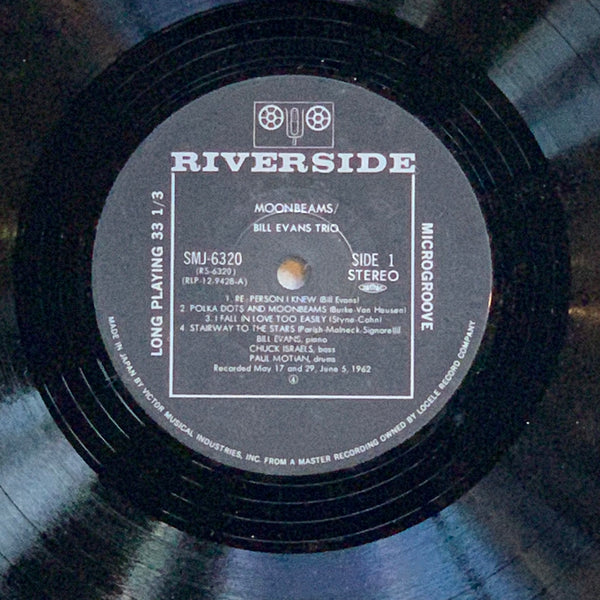 RIVERSIDE
MOONBEAMS/
BILL EVANS TRIO
SMJ-6320
(RS-6320)
(RLP-12-9428-A)
SIDE 1
STEREO
1. RE: PERSON I KNEW (Bill Evans)
2. POLKA DOTS AND MOONBEAMS (Burke-Van Heusen)
3. I FALL IN LOVE TOO EASILY (Styne-Cahn)
4. STAIRWAY TO THE STARS (Parish-Malneck, Signorelli)
BILL EVANS, piano
CHUCK ISRAELS, bass
PAUL MOTIAN, drums
Recorded May 17 and 29, June 5, 1962
4
LONG PLAYING 33 1/3
MICROGROOVE
MADE IN JAPAN BY VICTOR MUSICAL INDUSTRIES, INC. FROM A MASTER RECORDING OWNED BY LOCELE RECORD COMPANY